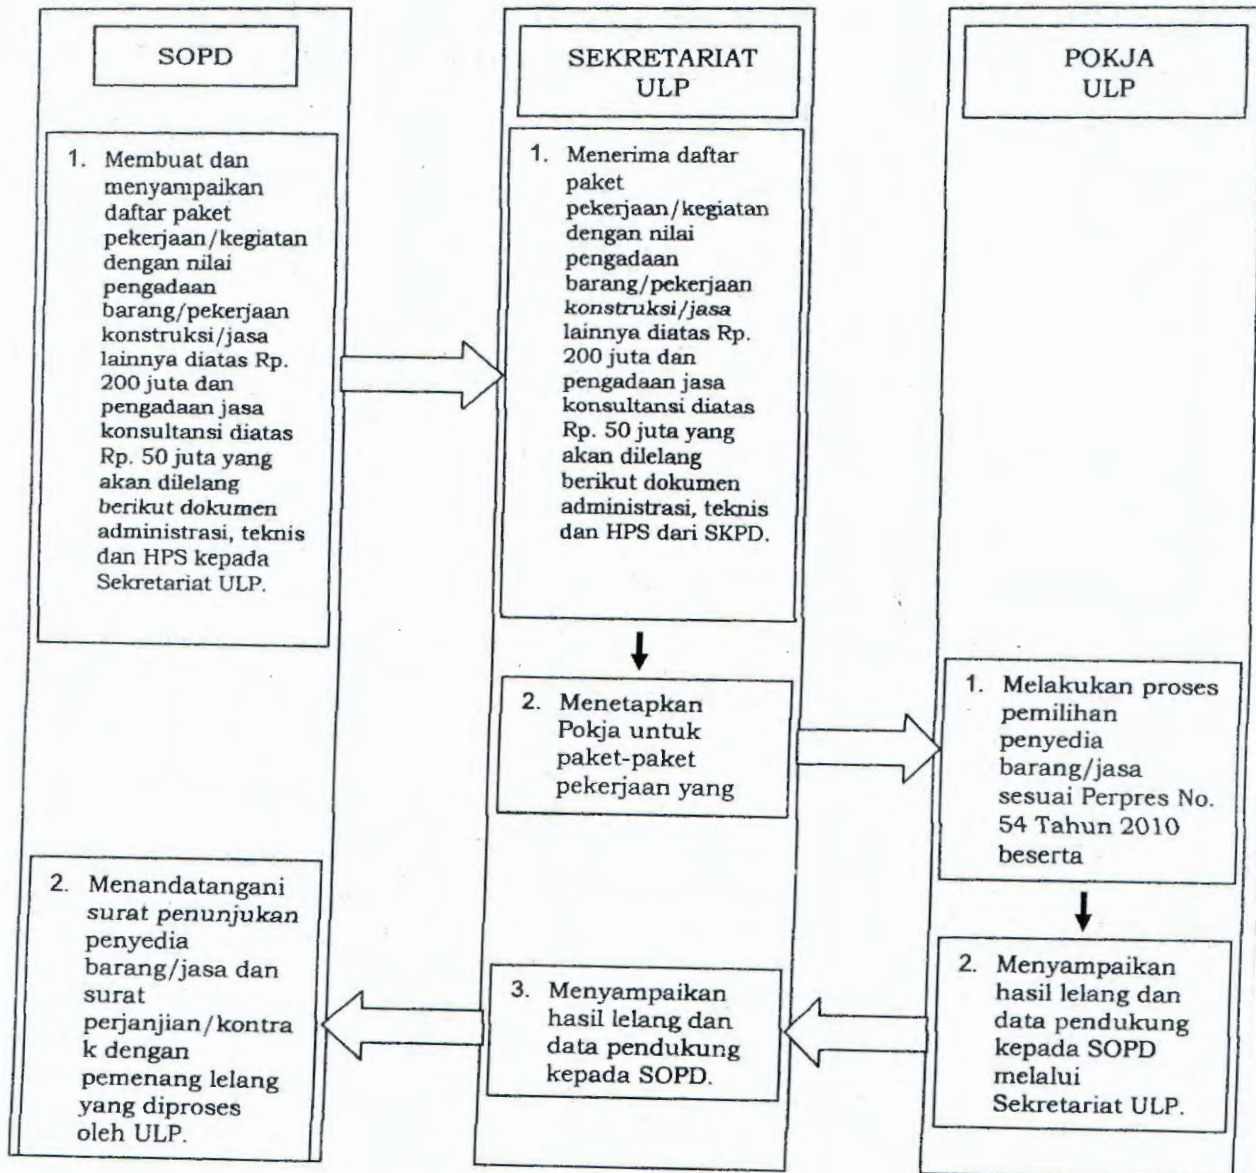 SOPD
1. Membuat dan
menyampaikan
daftar paket
pekerjaan/kegiatan
dengan nilai
pengadaan
barang/pekerjaan
konstruksi/jasa
lainnya diatas Rp.
200 juta dan
pengadaan jasa
konsultansi diatas
Rp. 50 juta yang
akan dilelang
berikut dokumen
administrasi, teknis
dan HPS kepada
Sekretariat ULP.
2. Menandatangani
surat penunjukan
penyedia
barang/jasa dan
surat
perjanjian/kontra
k dengan
pemenang lelang
yang diproses
oleh ULP.
SEKRETARIAT
ULP
1. Menerima daftar
paket
pekerjaan/kegiatan
dengan nilai
pengadaan
barang/pekerjaan
konstruksi/jasa
lainnya diatas Rp.
200 juta dan
pengadaan jasa
konsultansi diatas
Rp. 50 juta yang
akan dilelang
berikut dokumen
administrasi, teknis
dan HPS dari SKPD.
2. Menetapkan
Pokja untuk
paket-paket
pekerjaan yang
3. Menyampaikan
hasil lelang dan
data pendukung
kepada SOPD.
POKJA
ULP
1. Melakukan proses
pemilihan
penyedia
barang/jasa
sesuai Perpres No.
54 Tahun 2010
beserta
2. Menyampaikan
hasil lelang dan
data pendukung
kepada SOPD
melalui
Sekretariat ULP.